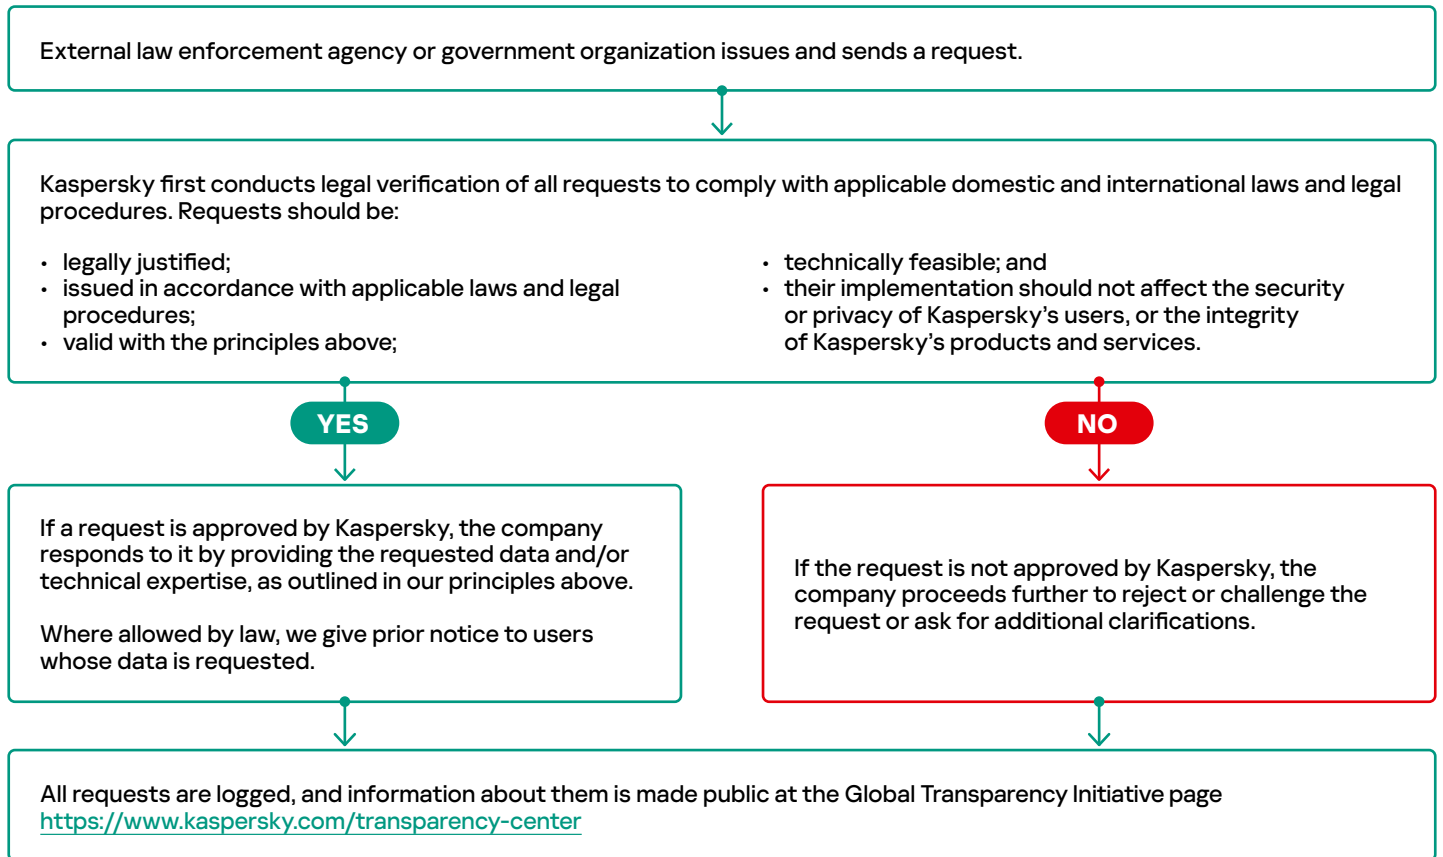 External law enforcement agency or government organization issues and sends a request.
Kaspersky first conducts legal verification of all requests to comply with applicable domestic and international laws and legal
procedures. Requests should be:
• legally justified;
• issued in accordance with applicable laws and legal
procedures;
• valid with the principles above;
• technically feasible; and
• their implementation should not affect the security
or privacy of Kaspersky's users, or the integrity
of Kaspersky's products and services.
YES
NO
If a request is approved by Kaspersky, the company
responds to it by providing the requested data and/or
technical expertise, as outlined in our principles above.
Where allowed by law, we give prior notice to users
whose data is requested.
If the request is not approved by Kaspersky, the
company proceeds further to reject or challenge the
request or ask for additional clarifications.
All requests are logged, and information about them is made public at the Global Transparency Initiative page
https://www.kaspersky.com/transparency-center